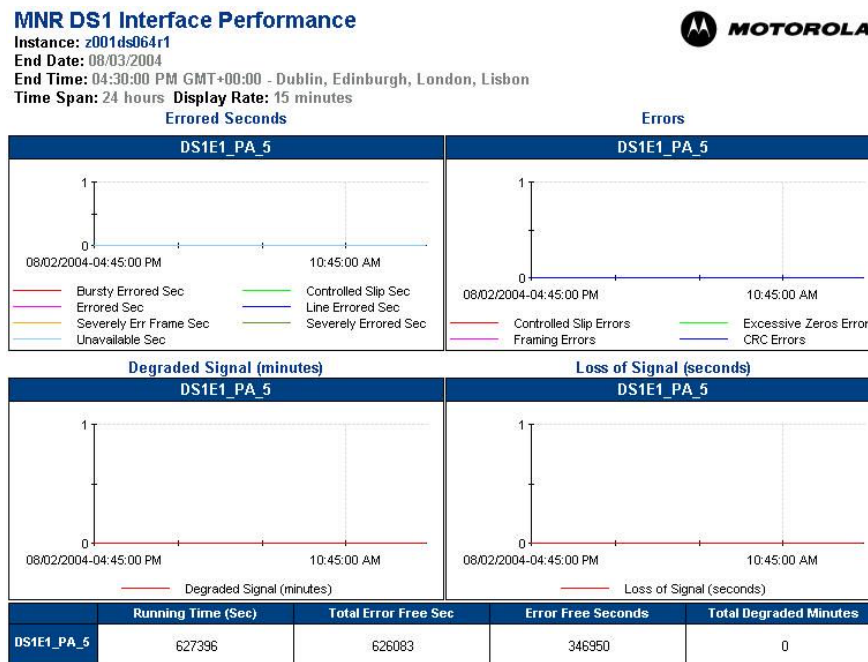 MNR DS1 Interface Performance
MOTOROLA
Instance: z001ds064r1
End Date: 08/03/2004
End Time: 04:30:00 PM GMT+00:00 - Dublin, Edinburgh, London, Lisbon
Time Span: 24 hours Display Rate: 15 minutes
Errored Seconds
DS1E1_PA_5
1
0
08/02/2004-04:45:00 PM 10:45:00 AM
Bursty Errored Sec Controlled Slip Sec
Errored Sec Line Errored Sec
Severely Err Frame Sec Severely Errored Sec
Unavailable Sec
Errors
DS1E1_PA_5
1
0
08/02/2004-04:45:00 PM 10:45:00 AM
Controlled Slip Errors Excessive Zeros Error
Framing Errors CRC Errors
Degraded Signal (minutes)
DS1E1_PA_5
1
0
08/02/2004-04:45:00 PM 10:45:00 AM
Degraded Signal (minutes)
Loss of Signal (seconds)
DS1E1_PA_5
1
0
08/02/2004-04:45:00 PM 10:45:00 AM
Loss of Signal (seconds)
Running Time (Sec) Total Error Free Sec Error Free Seconds Total Degraded Minutes
DS1E1_PA_5 627396 626083 346950 0